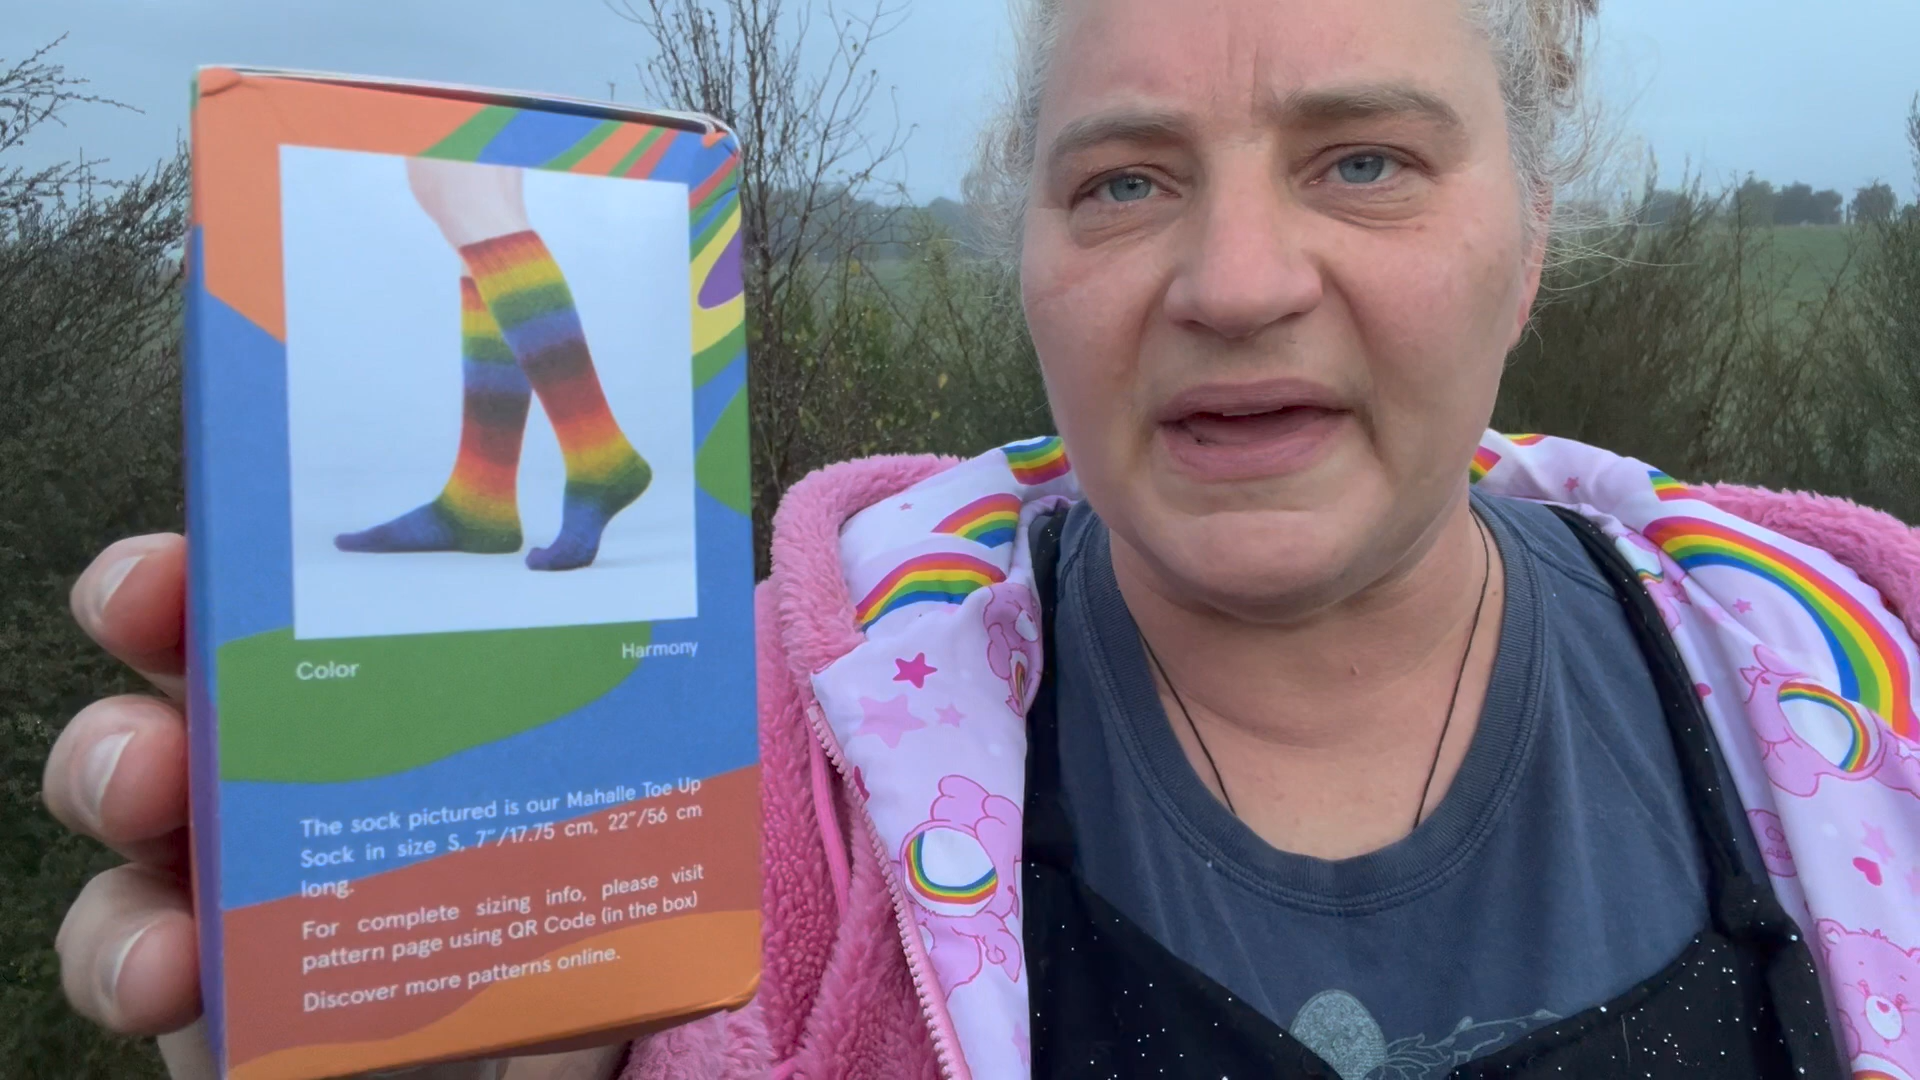 Color
Harmony
The sock pictured is our Mahalle Toe Up
Sock in size S, 7"/17.75 cm, 22"/56 cm
long.
For complete sizing info, please visit
pattern page using QR Code (in the box)
Discover more patterns online.